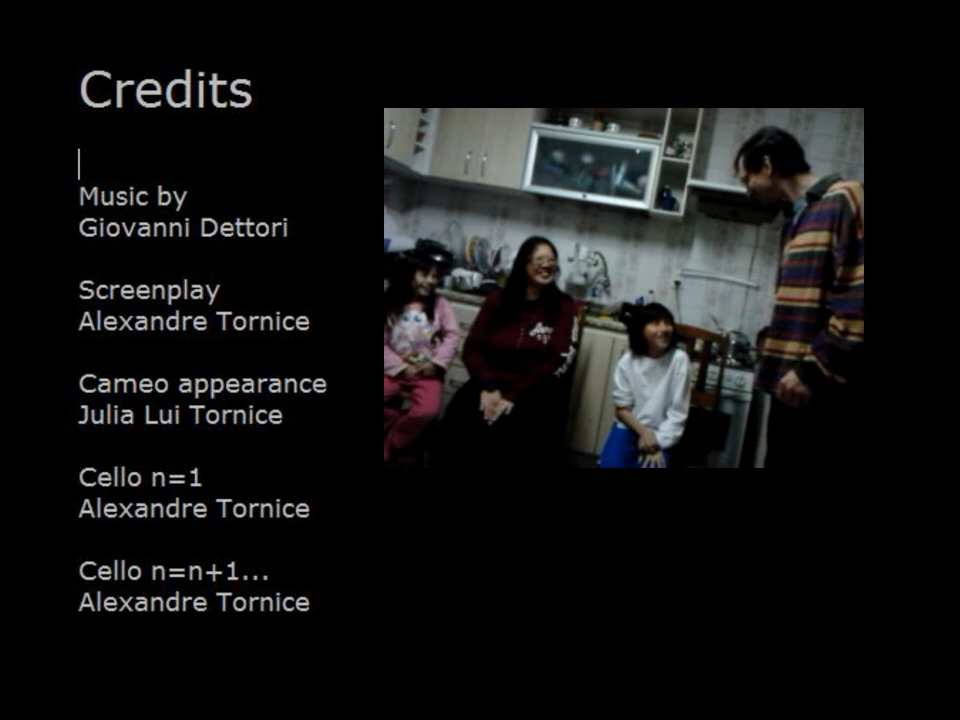 Credits
Music by
Giovanni Dettori
Screenplay
Alexandre Tornice
Cameo appearance
Julia Lui Tornice
Cello n=1
Alexandre Tornice
Cello n=n+1...
Alexandre Tornice